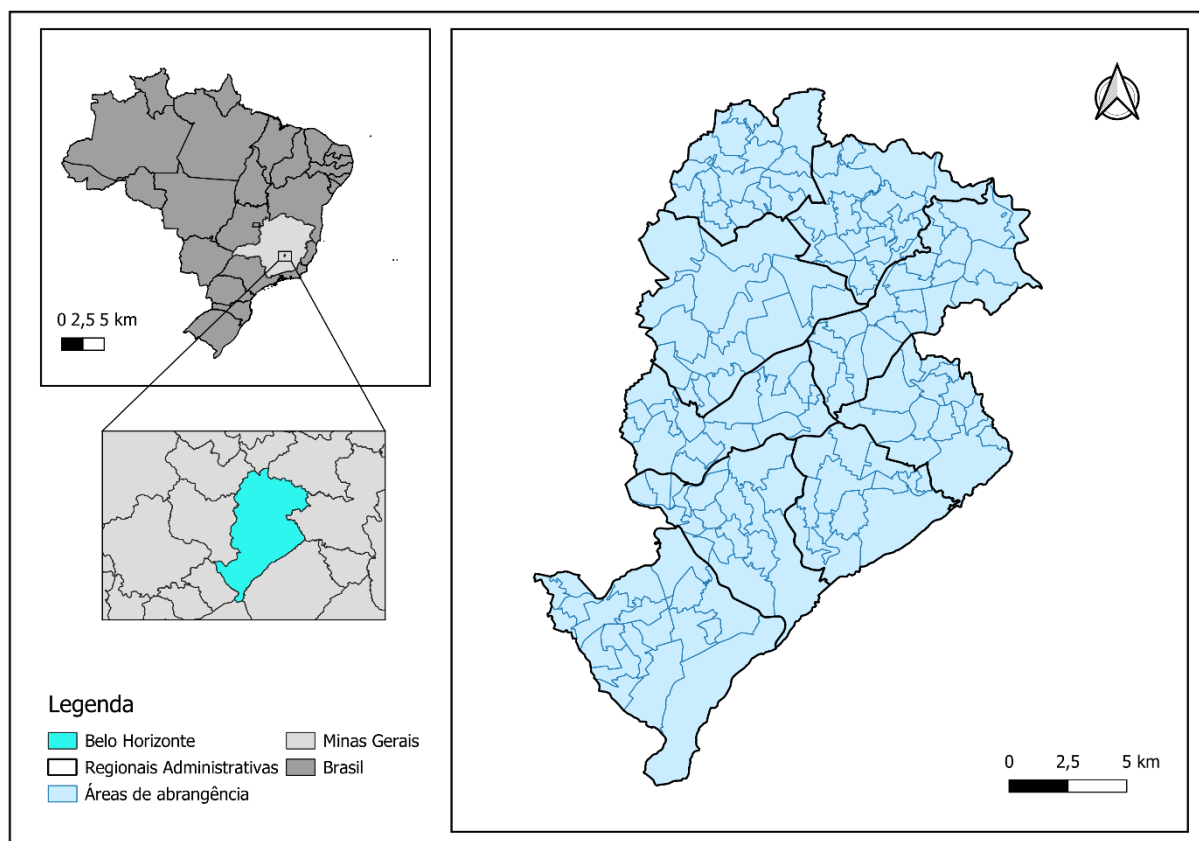 0 2,5 5 km
Legenda
Belo Horizonte
Minas Gerais
Regionais Administrativas
Brasil
Áreas de abrangência
0 2,5 5 km